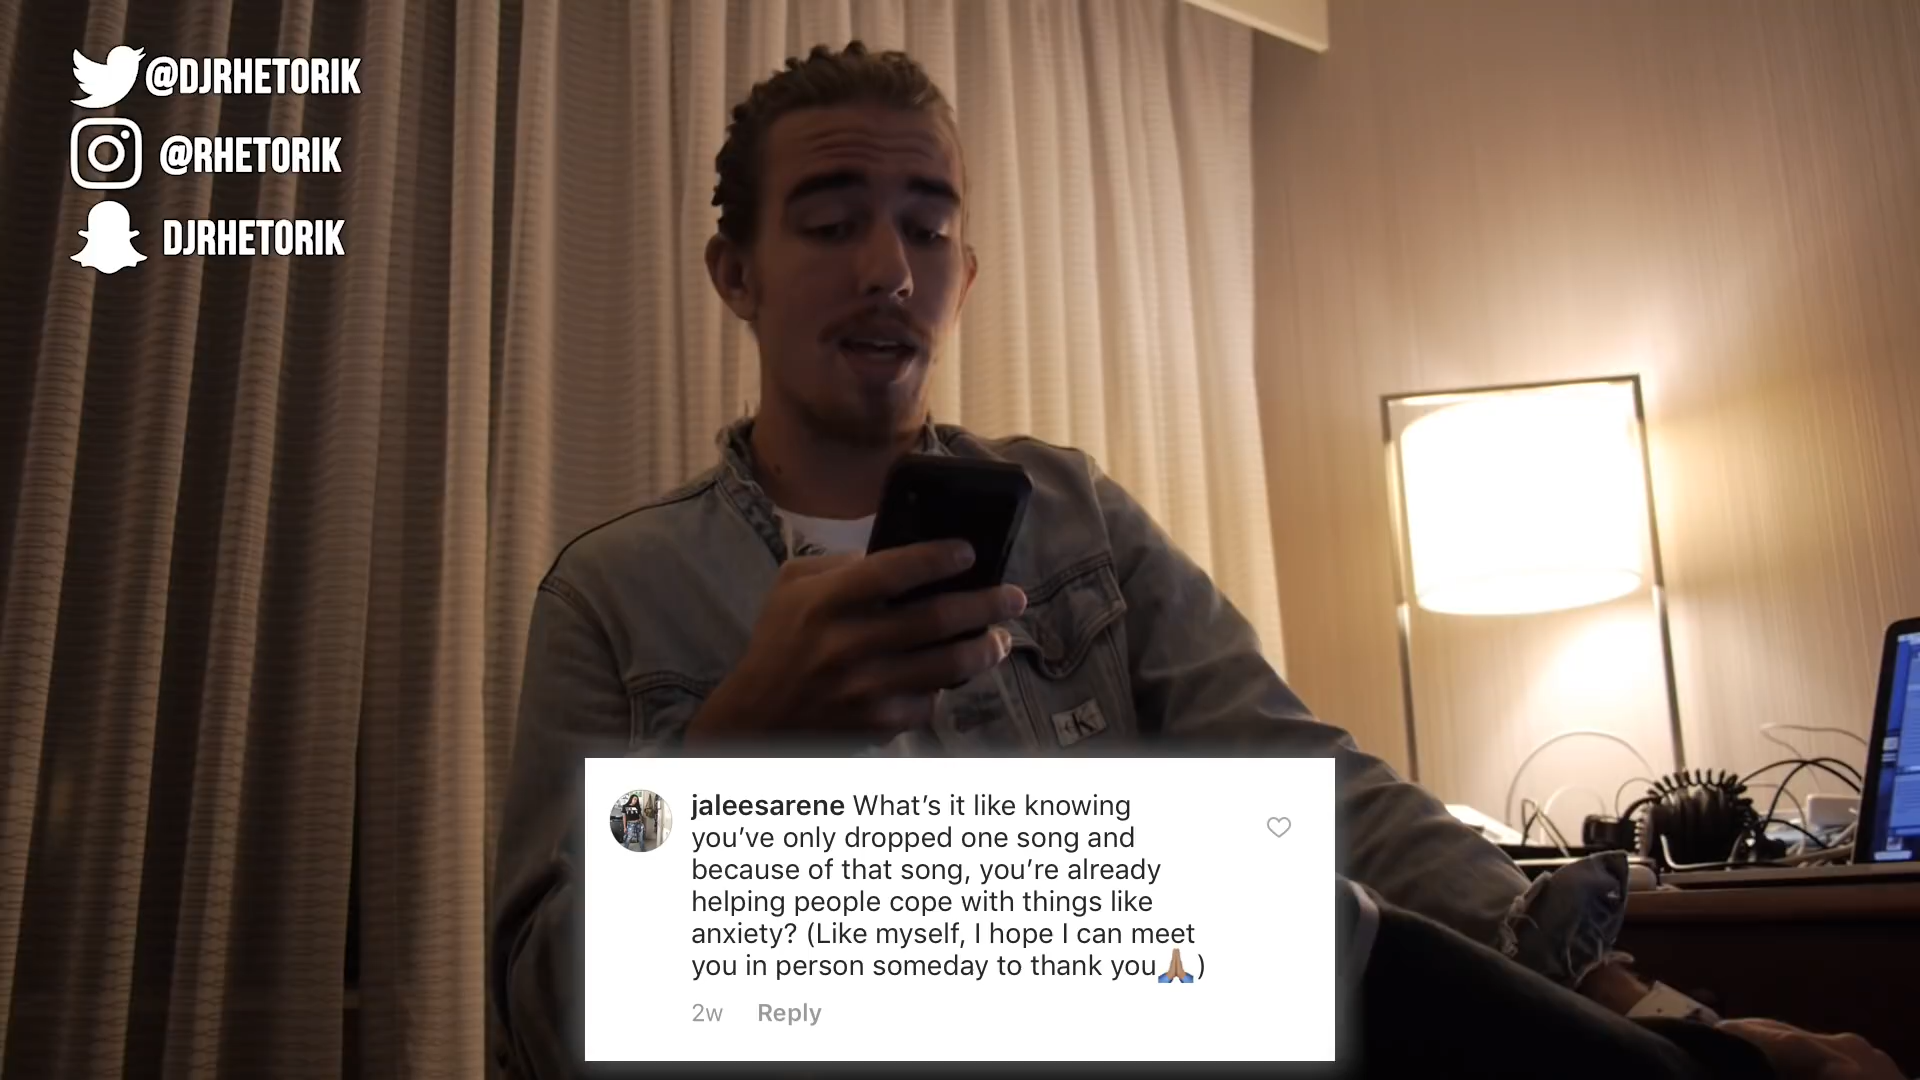 @DJRHETORIK
@RHETORIK
DJRHETORIK
CK
jaleesarene What’s it like knowing
you’ve only dropped one song and
because of that song, you’re already
helping people cope with things like
anxiety? (Like myself, I hope I can meet
you in person someday to thank you🙏🏽)
2w Reply